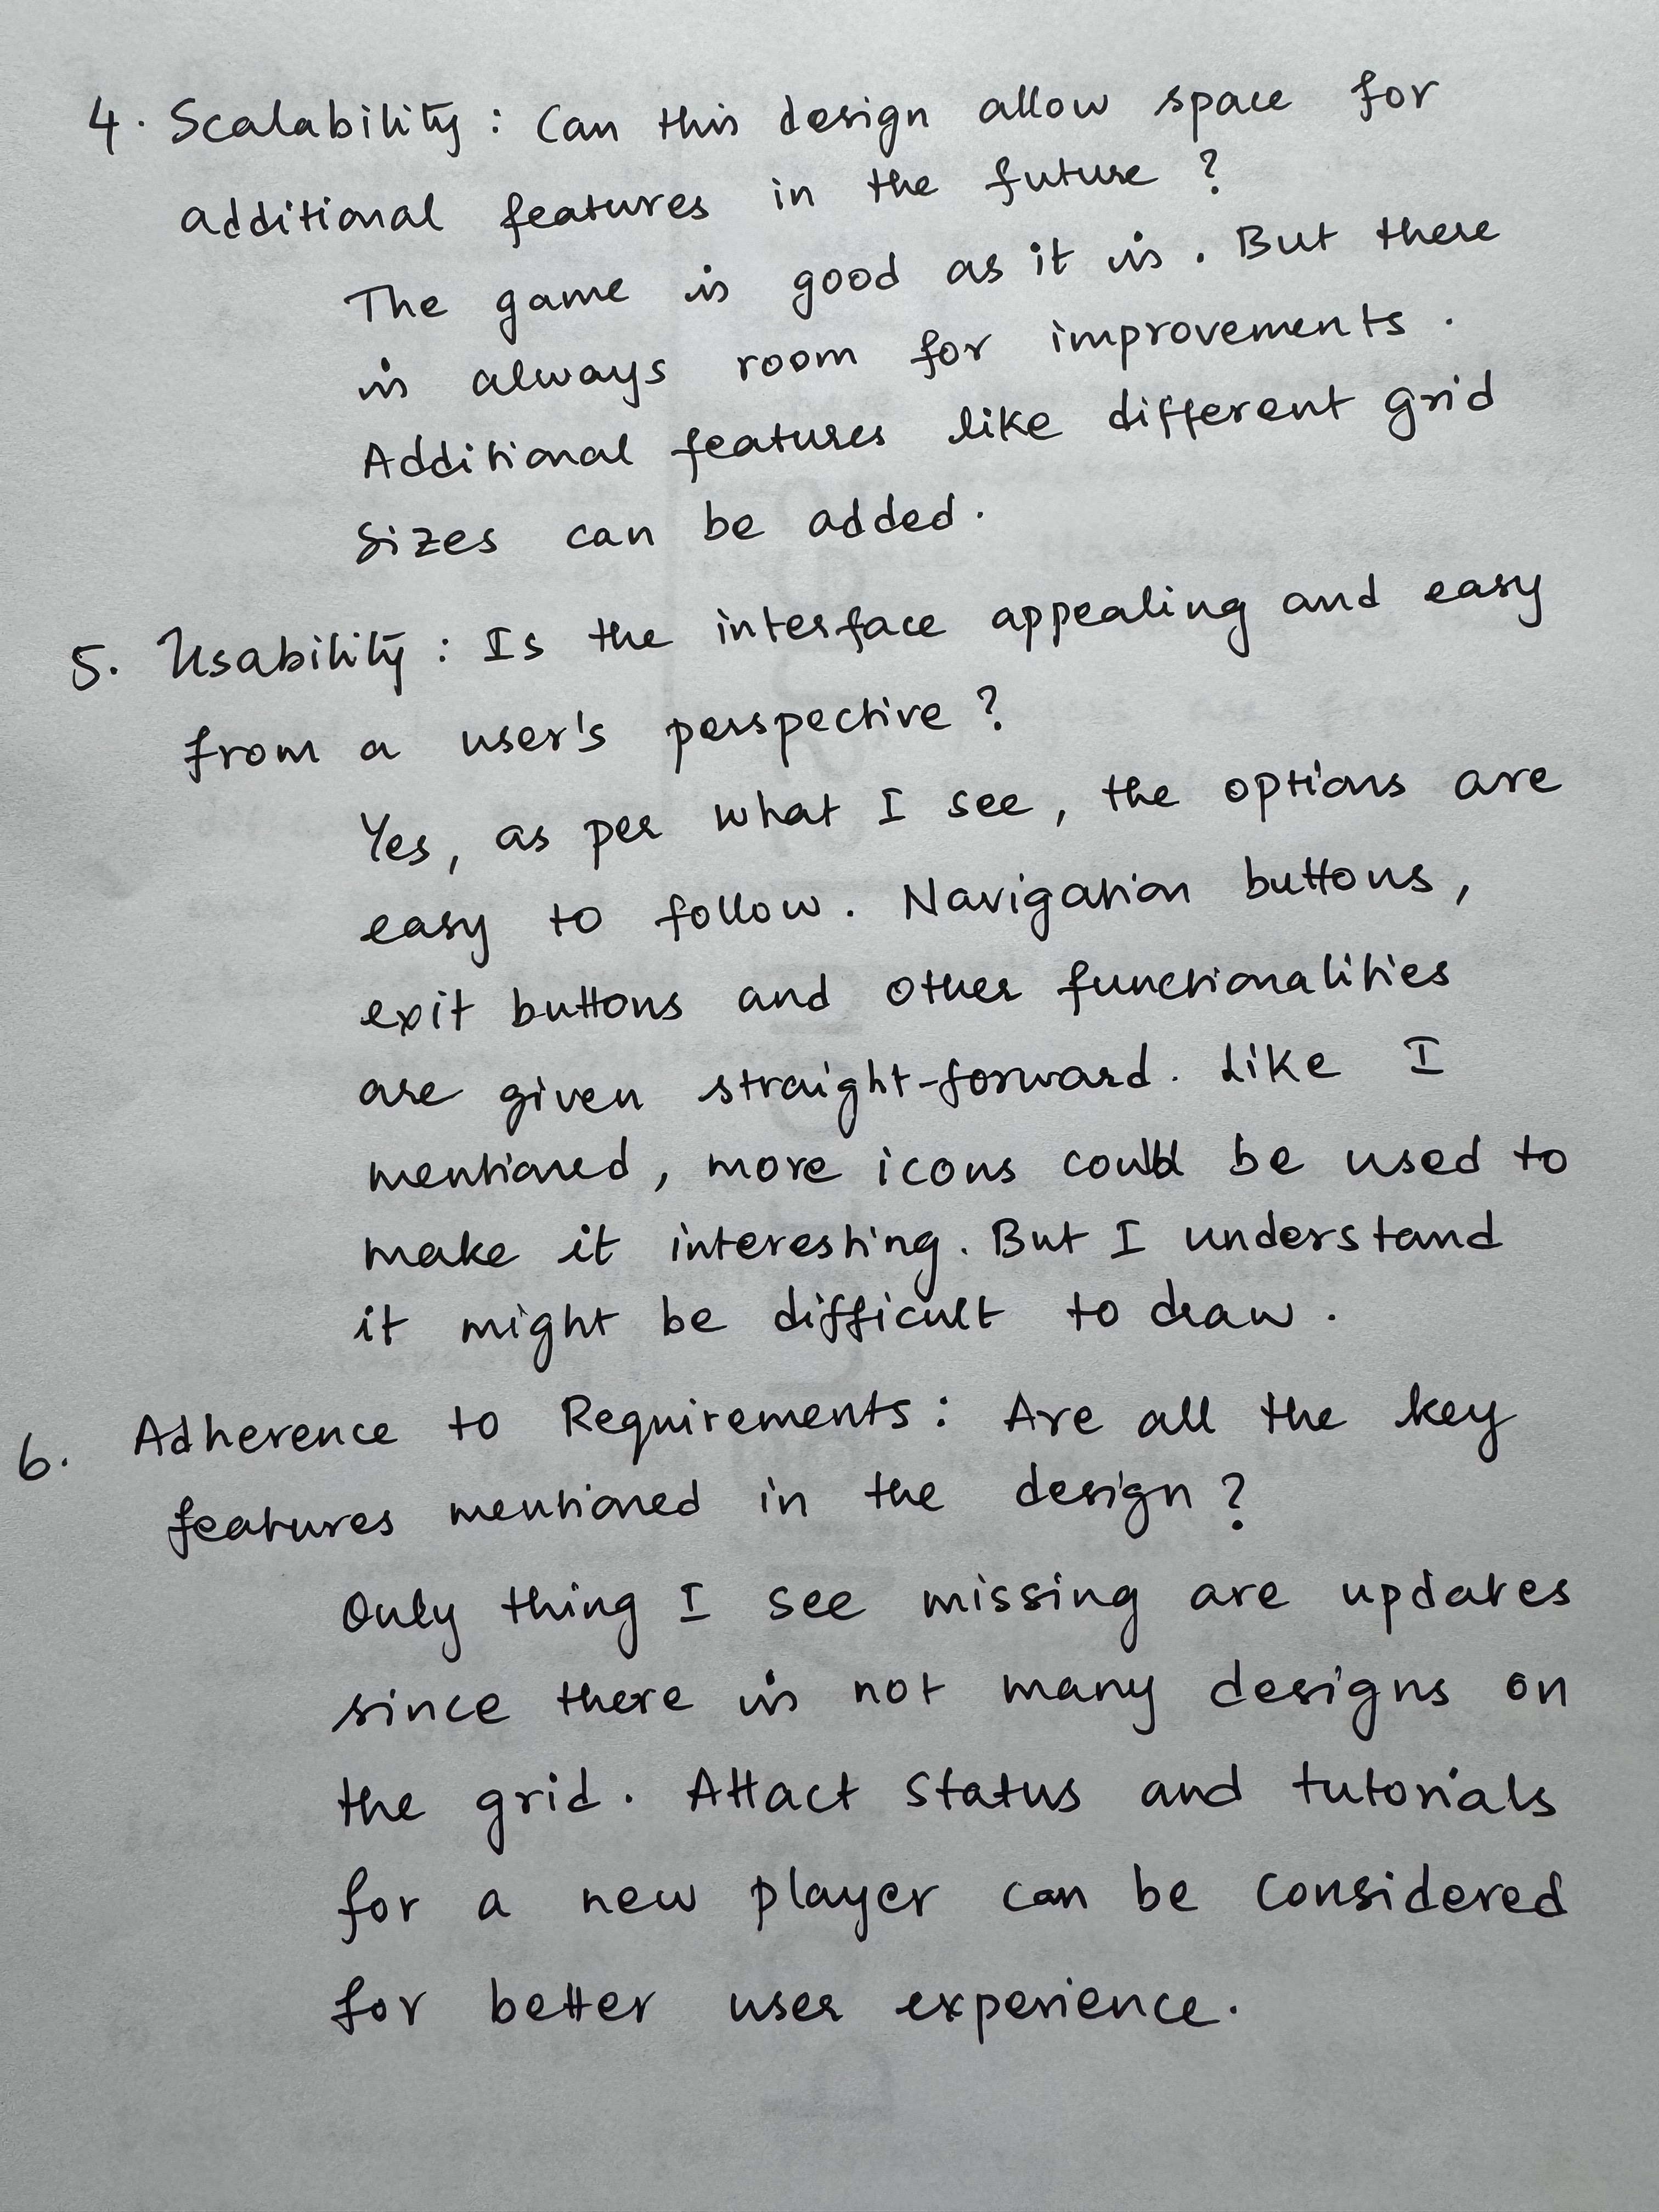 4. Scalability : Can this design allow space for
additional features in the future ?
The game is good as it is. But there
is always room for improvements.
Additional features like different grid
sizes can be added.
5. Usability : Is the interface appealing and easy
from a user's perspective ?
Yes, as per what I see, the options are
easy to follow. Navigation buttons,
exit buttons and other functionalities
are given straight-forward. Like I
mentioned, more icons could be used to
make it interesting. But I understand
it might be difficult to draw.
6. Adherence to Requirements : Are all the key
features mentioned in the design ?
Only thing I see missing are updates
since there is not many designs on
the grid. Attact status and tutorials
for a new player can be considered
for better user experience.